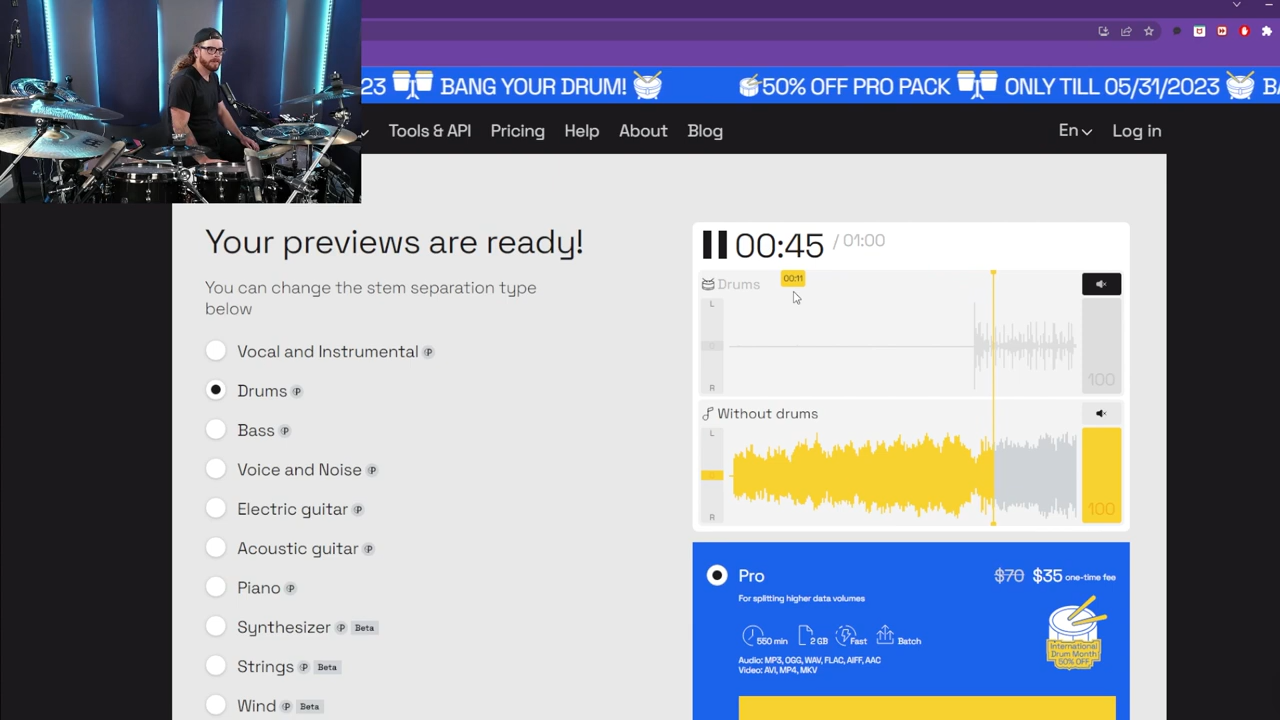 23 BANG YOUR DRUM! 50% OFF PRO PACK ONLY TILL 05/31/2023 BA
Tools & API Pricing Help About Blog En Log in
Your previews are ready!
You can change the stem separation type
below
Vocal and Instrumental P
Drums P
Bass P
Voice and Noise P
Electric guitar P
Acoustic guitar P
Piano P
Synthesizer P Beta
Strings P Beta
Wind P Beta
00:45 / 01:00
Drums 00:11
L
R
100
Without drums
L
R
100
Pro $70 $35 one-time fee
For splitting higher data volumes
550 min 2 GB Fast Batch
Audio: MP3, OGG, WAV, FLAC, AIFF, AAC
Video: AVI, MP4, MKV
International
Drum Month
50% OFF